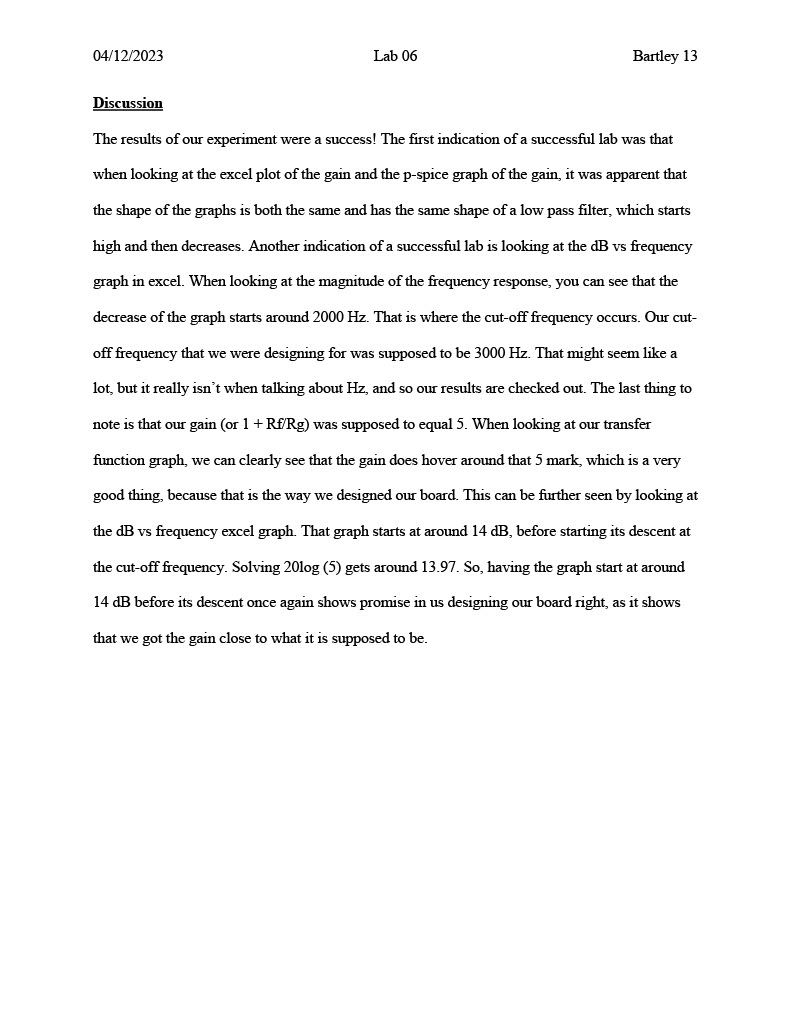 04/12/2023 Lab 06 Bartley 13
Discussion
The results of our experiment were a success! The first indication of a successful lab was that
when looking at the excel plot of the gain and the p-spice graph of the gain, it was apparent that
the shape of the graphs is both the same and has the same shape of a low pass filter, which starts
high and then decreases. Another indication of a successful lab is looking at the dB vs frequency
graph in excel. When looking at the magnitude of the frequency response, you can see that the
decrease of the graph starts around 2000 Hz. That is where the cut-off frequency occurs. Our cut-
off frequency that we were designing for was supposed to be 3000 Hz. That might seem like a
lot, but it really isn’t when talking about Hz, and so our results are checked out. The last thing to
note is that our gain (or 1 + Rf/Rg) was supposed to equal 5. When looking at our transfer
function graph, we can clearly see that the gain does hover around that 5 mark, which is a very
good thing, because that is the way we designed our board. This can be further seen by looking at
the dB vs frequency excel graph. That graph starts at around 14 dB, before starting its descent at
the cut-off frequency. Solving 20log (5) gets around 13.97. So, having the graph start at around
14 dB before its descent once again shows promise in us designing our board right, as it shows
that we got the gain close to what it is supposed to be.